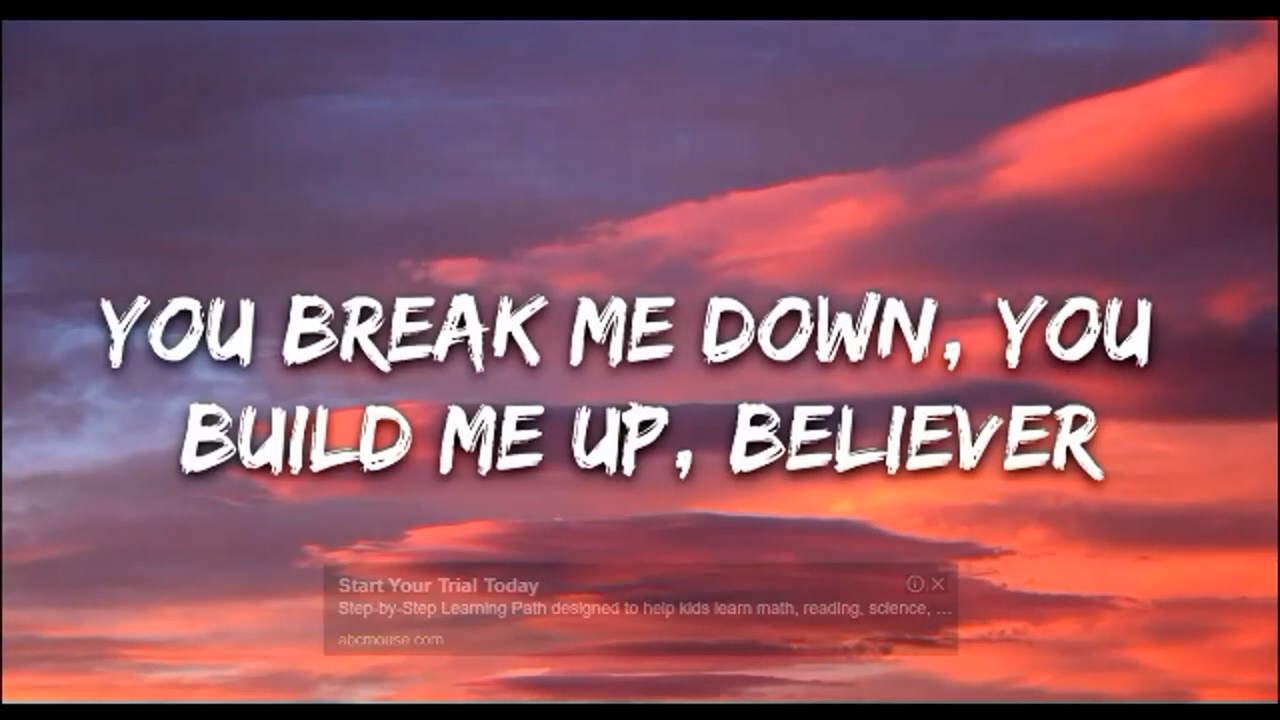 YOU BREAK ME DOWN, YOU
BUILD ME UP, BELIEVER
Start Your Trial Today
Step-by-Step Learning Path designed to help kids learn math, reading, science, ...
abcmouse.com